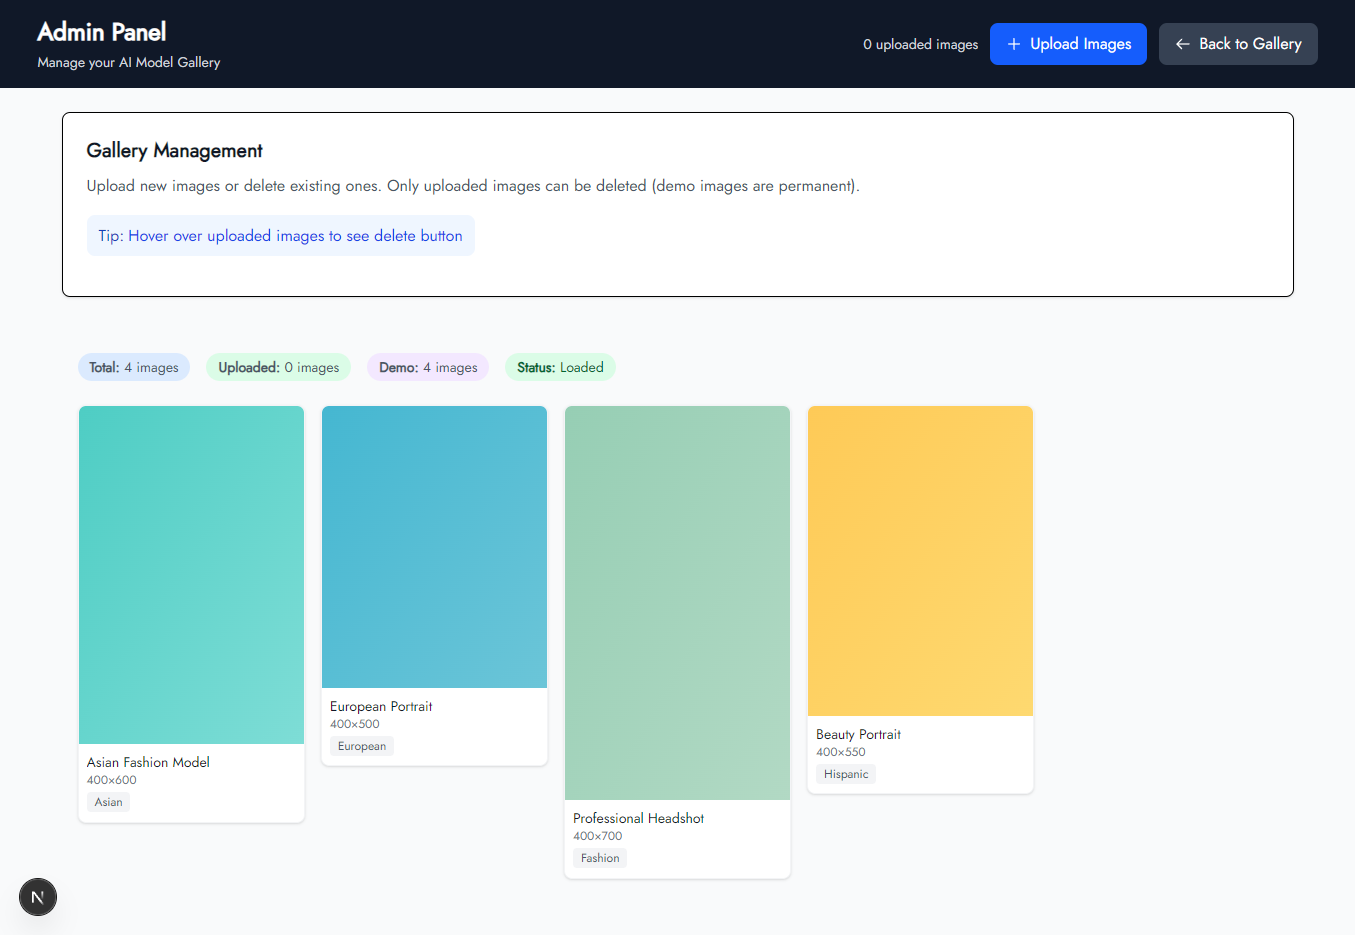 Admin Panel
Manage your AI Model Gallery
0 uploaded images
Upload Images
Back to Gallery
Gallery Management
Upload new images or delete existing ones. Only uploaded images can be deleted (demo images are permanent).
Tip: Hover over uploaded images to see delete button
Total: 4 images
Uploaded: 0 images
Demo: 4 images
Status: Loaded
Asian Fashion Model
400×600
Asian
European Portrait
400×500
European
Professional Headshot
400×700
Fashion
Beauty Portrait
400×550
Hispanic
N